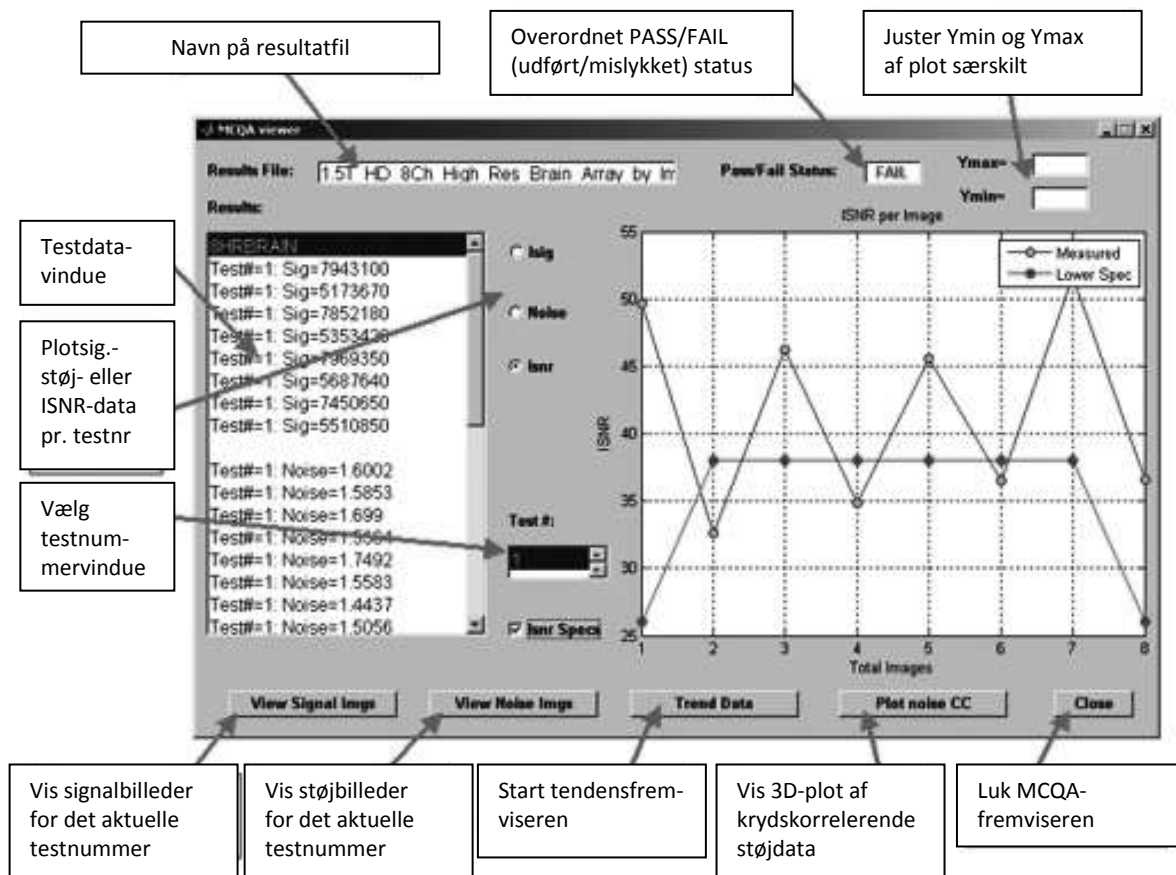 Navn på resultatfil
Overordnet PASS/FAIL
(udført/mislykket) status
Juster Ymin og Ymax
af plot særskilt
MCQA viewer
Results File:
1.5T HD 8Ch High Res Brain Array by Im
Pass/Fail Status:
FAIL
Ymax=
Ymin=
Results:
8HRBRAIN
Test#=1: Sig=7943100
Test#=1: Sig=5173670
Test#=1: Sig=7852180
Test#=1: Sig=5353420
Test#=1: Sig=7969350
Test#=1: Sig=5687640
Test#=1: Sig=7450650
Test#=1: Sig=5510850
Test#=1: Noise=1.6002
Test#=1: Noise=1.5853
Test#=1: Noise=1.699
Test#=1:
Test#=1: Noise=1.7492
Test#=1: Noise=1.5583
Test#=1: Noise=1.4437
Test#=1: Noise=1.5056
Isig
Noise
Isnr
Test #:
1
Isnr Specs
ISNR per Image
Measured
Lower Spec
55
50
45
40
35
30
25
ISNR
1 2 3 4 5 6 7 8
Total Images
View Signal Imgs
View Noise Imgs
Trend Data
Plot noise CC
Close
Testdata-
vindue
Plotsig.-
støj- eller
ISNR-data
pr. testnr
Vælg
testnum-
mervindue
Vis signalbilleder
for det aktuelle
testnummer
Vis støjbilleder
for det aktuelle
testnummer
Start tendensfrem-
viseren
Vis 3D-plot af
krydskorrelerende
støjdata
Luk MCQA-
fremviseren